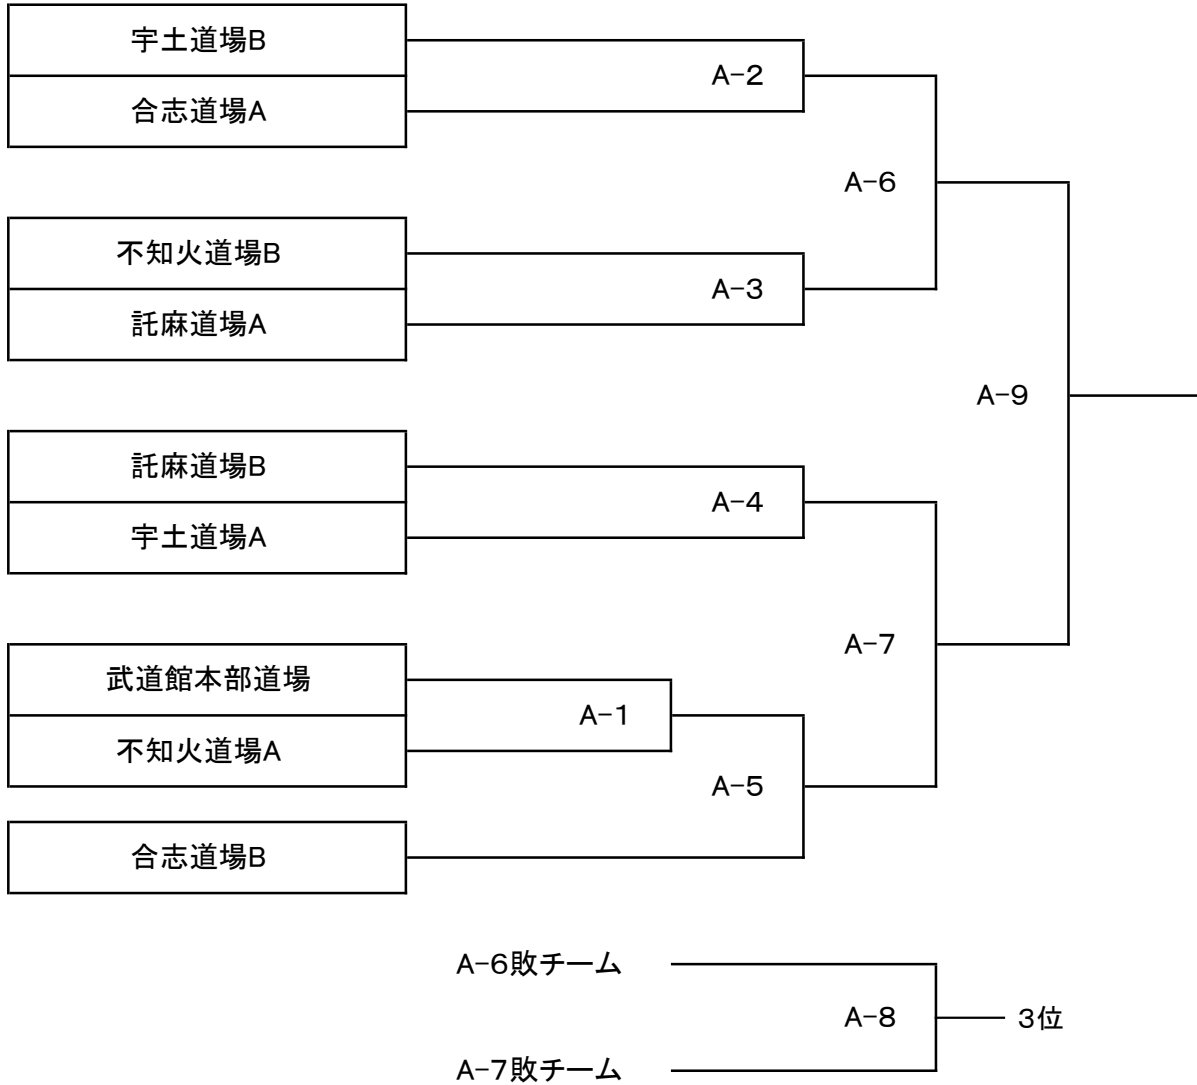 宇土道場B
A-2
合志道場A
A-6
不知火道場B
A-3
託麻道場A
A-9
託麻道場B
A-4
宇土道場A
A-7
武道館本部道場
A-1
不知火道場A
A-5
合志道場B
A-6敗チーム
A-8
3位
A-7敗チーム